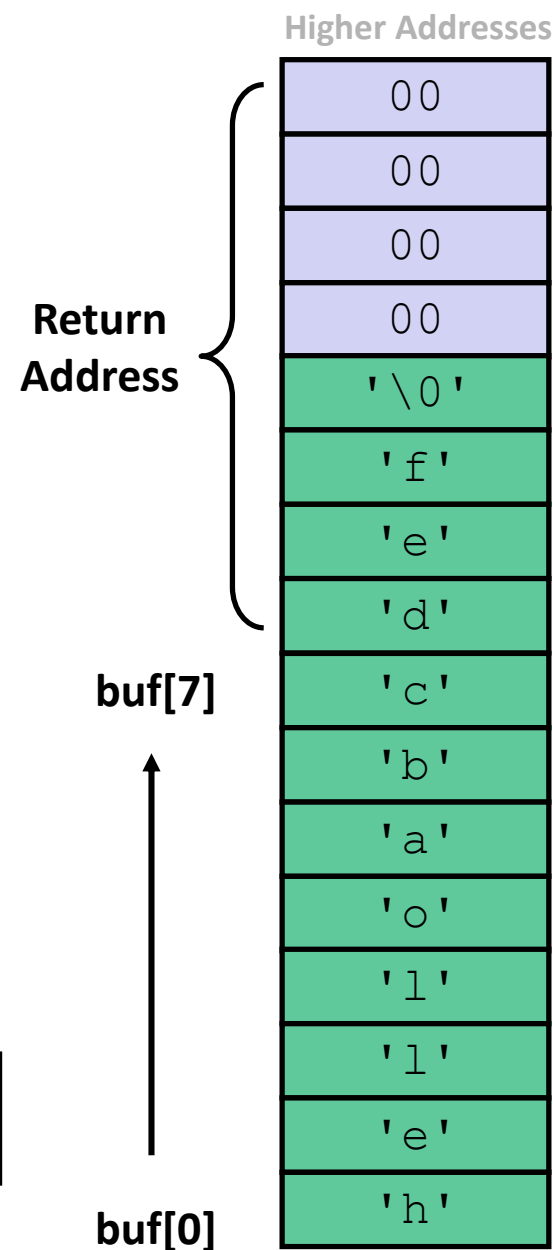 Higher Addresses
00
00
00
00
Return
Address
'\0'
'f'
'e'
'd'
buf[7]
'c'
'b'
'a'
'o'
'l'
'l'
'e'
buf[0]
'h'